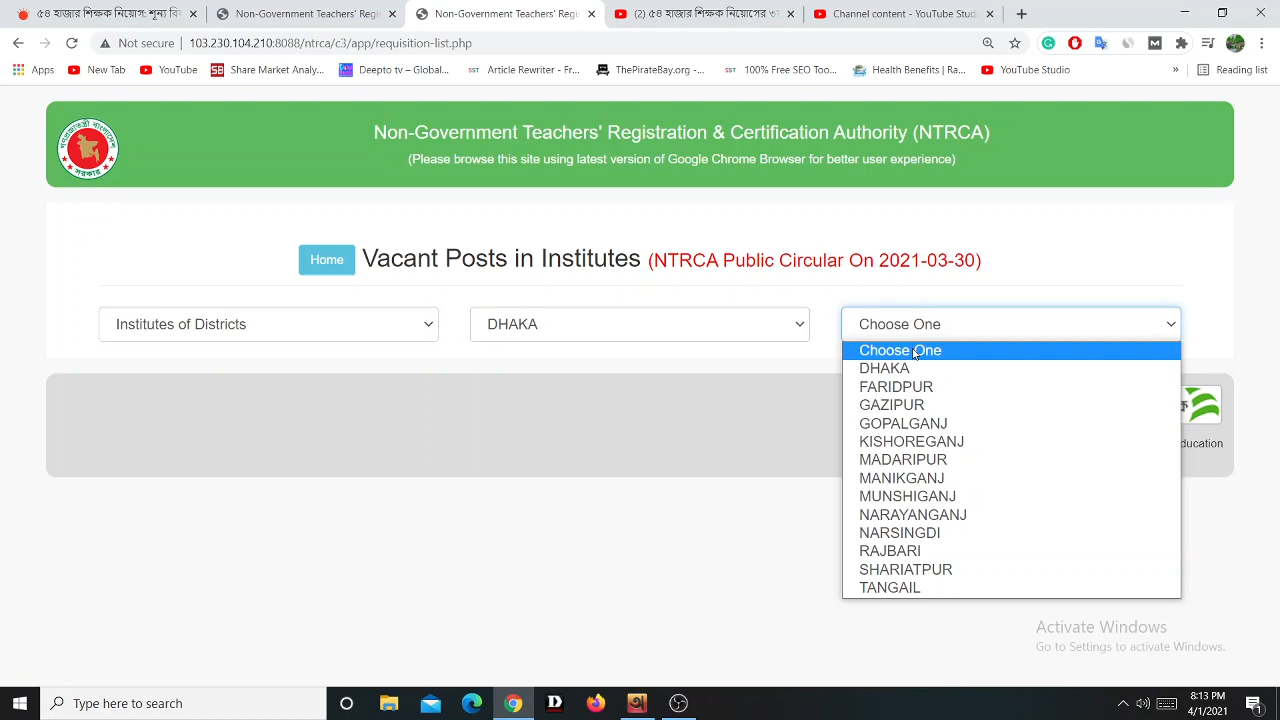 ৫৪ হাজার শিক্ষক নিয়োগ: শূন্য
Non-Government Teachers' Regi
Non-Government Teachers' Regi
(2) ৫৪ হাজার শিক্ষক নিয়োগের
Channel content - YouTube Stud
Not secure
103.230.104.210:8088/ntrca/c3/app/erequisition-list.php
Apps
New Tab
YouTube
Share Market Analy...
Deepto tv – Global...
Article Rewriter - Fr...
ThePirateBay.org -...
100% Free SEO Too...
Health Benefits | Ra...
YouTube Studio
»
Reading list
Non-Government Teachers' Registration & Certification Authority (NTRCA)
(Please browse this site using latest version of Google Chrome Browser for better user experience)
Home
Vacant Posts in Institutes (NTRCA Public Circular On 2021-03-30)
Institutes of Districts
DHAKA
Choose One
Choose One
DHAKA
FARIDPUR
GAZIPUR
GOPALGANJ
KISHOREGANJ
MADARIPUR
MANIKGANJ
MUNSHIGANJ
NARAYANGANJ
NARSINGDI
RAJBARI
SHARIATPUR
TANGAIL
ducation
Activate Windows
Go to Settings to activate Windows.
Type here to search
8:13 PM
4/1/2021